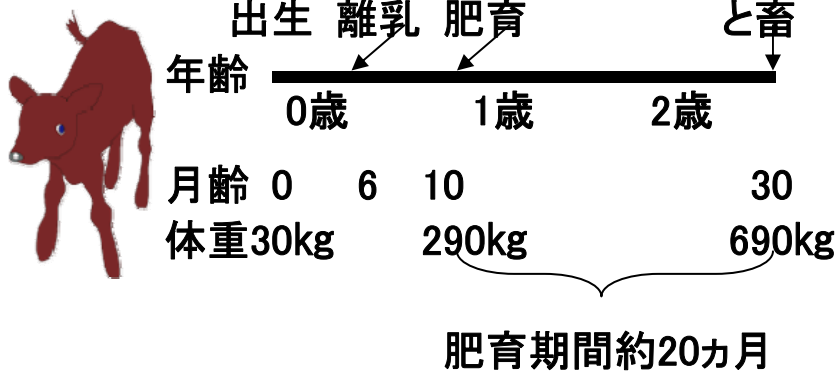 出生 離乳 肥育 と畜
年齢
0歳 1歳 2歳
月齢 0 6 10 30
体重30kg 290kg 690kg
肥育期間約20ヵ月